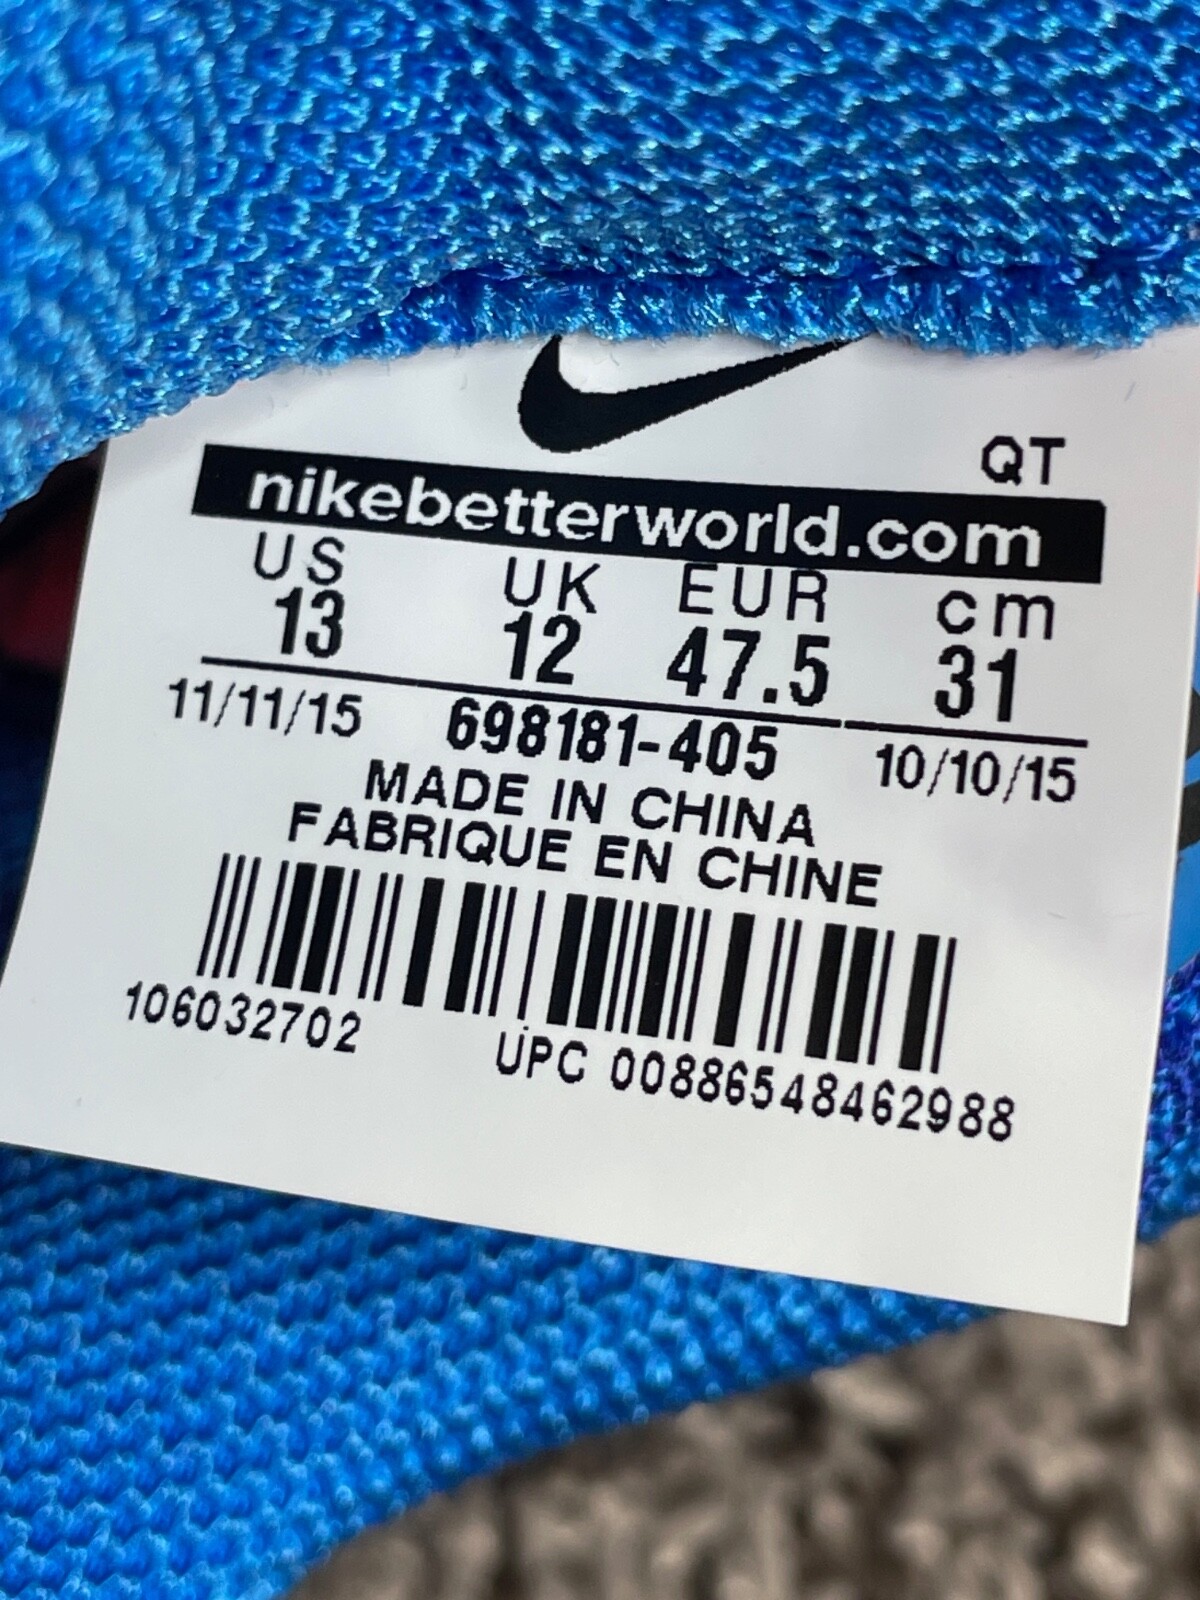 QT
nikebetterworld.com
US UK EUR cm
13 12 47.5 31
11/11/15 698181-405 10/10/15
MADE IN CHINA
FABRIQUE EN CHINE
106032702 UPC 00886548462988